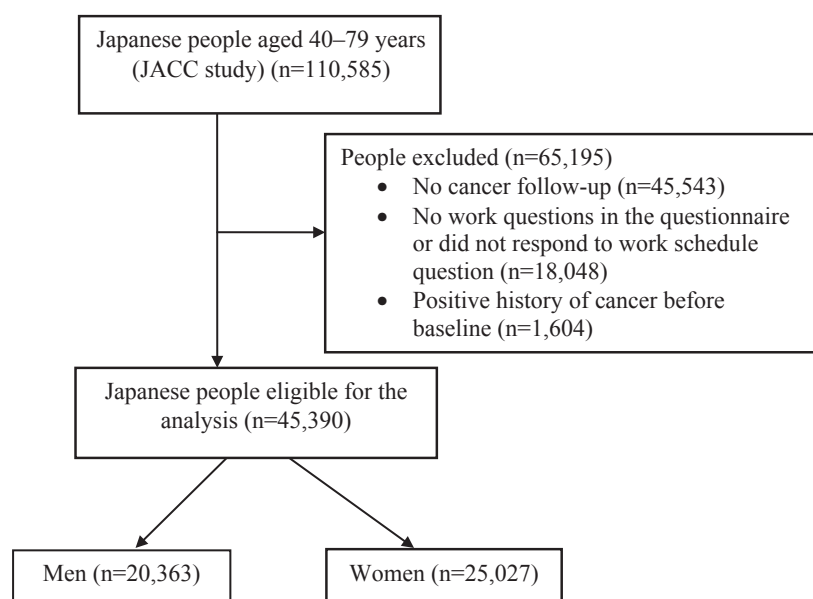 Japanese people aged 40–79 years
(JACC study) (n=110,585)
People excluded (n=65,195)
• No cancer follow-up (n=45,543)
• No work questions in the questionnaire
or did not respond to work schedule
question (n=18,048)
• Positive history of cancer before
baseline (n=1,604)
Japanese people eligible for the
analysis (n=45,390)
Men (n=20,363)
Women (n=25,027)